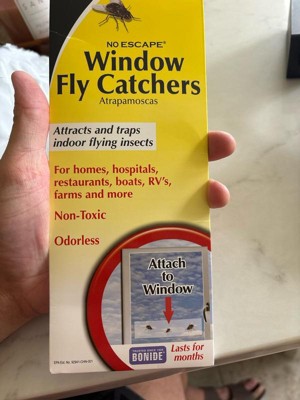 NO ESCAPE®
Window
Fly Catchers
Atrapamoscas
Attracts and traps
indoor flying insects
For homes, hospitals,
restaurants, boats, RV's,
farms and more
Non-Toxic
Odorless
Attach
to
Window
BONIDE
Lasts for
months